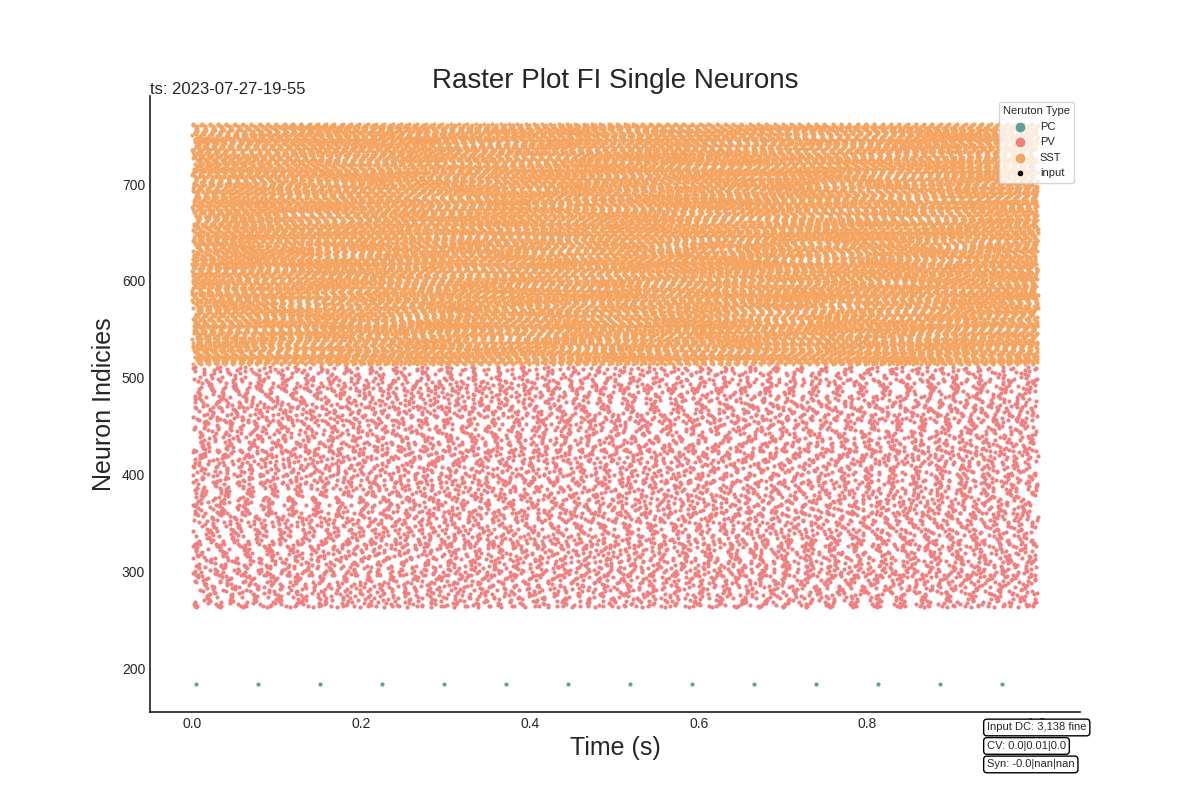 Raster Plot FI Single Neurons
ts: 2023-07-27-19-55
Neruton Type
PC
PV
SST
input
Neuron Indicies
700
600
500
400
300
200
0.0 0.2 0.4 0.6 0.8
Time (s)
Input DC: 3,138 fine
CV: 0.0|0.01|0.0
Syn: -0.0|nan|nan